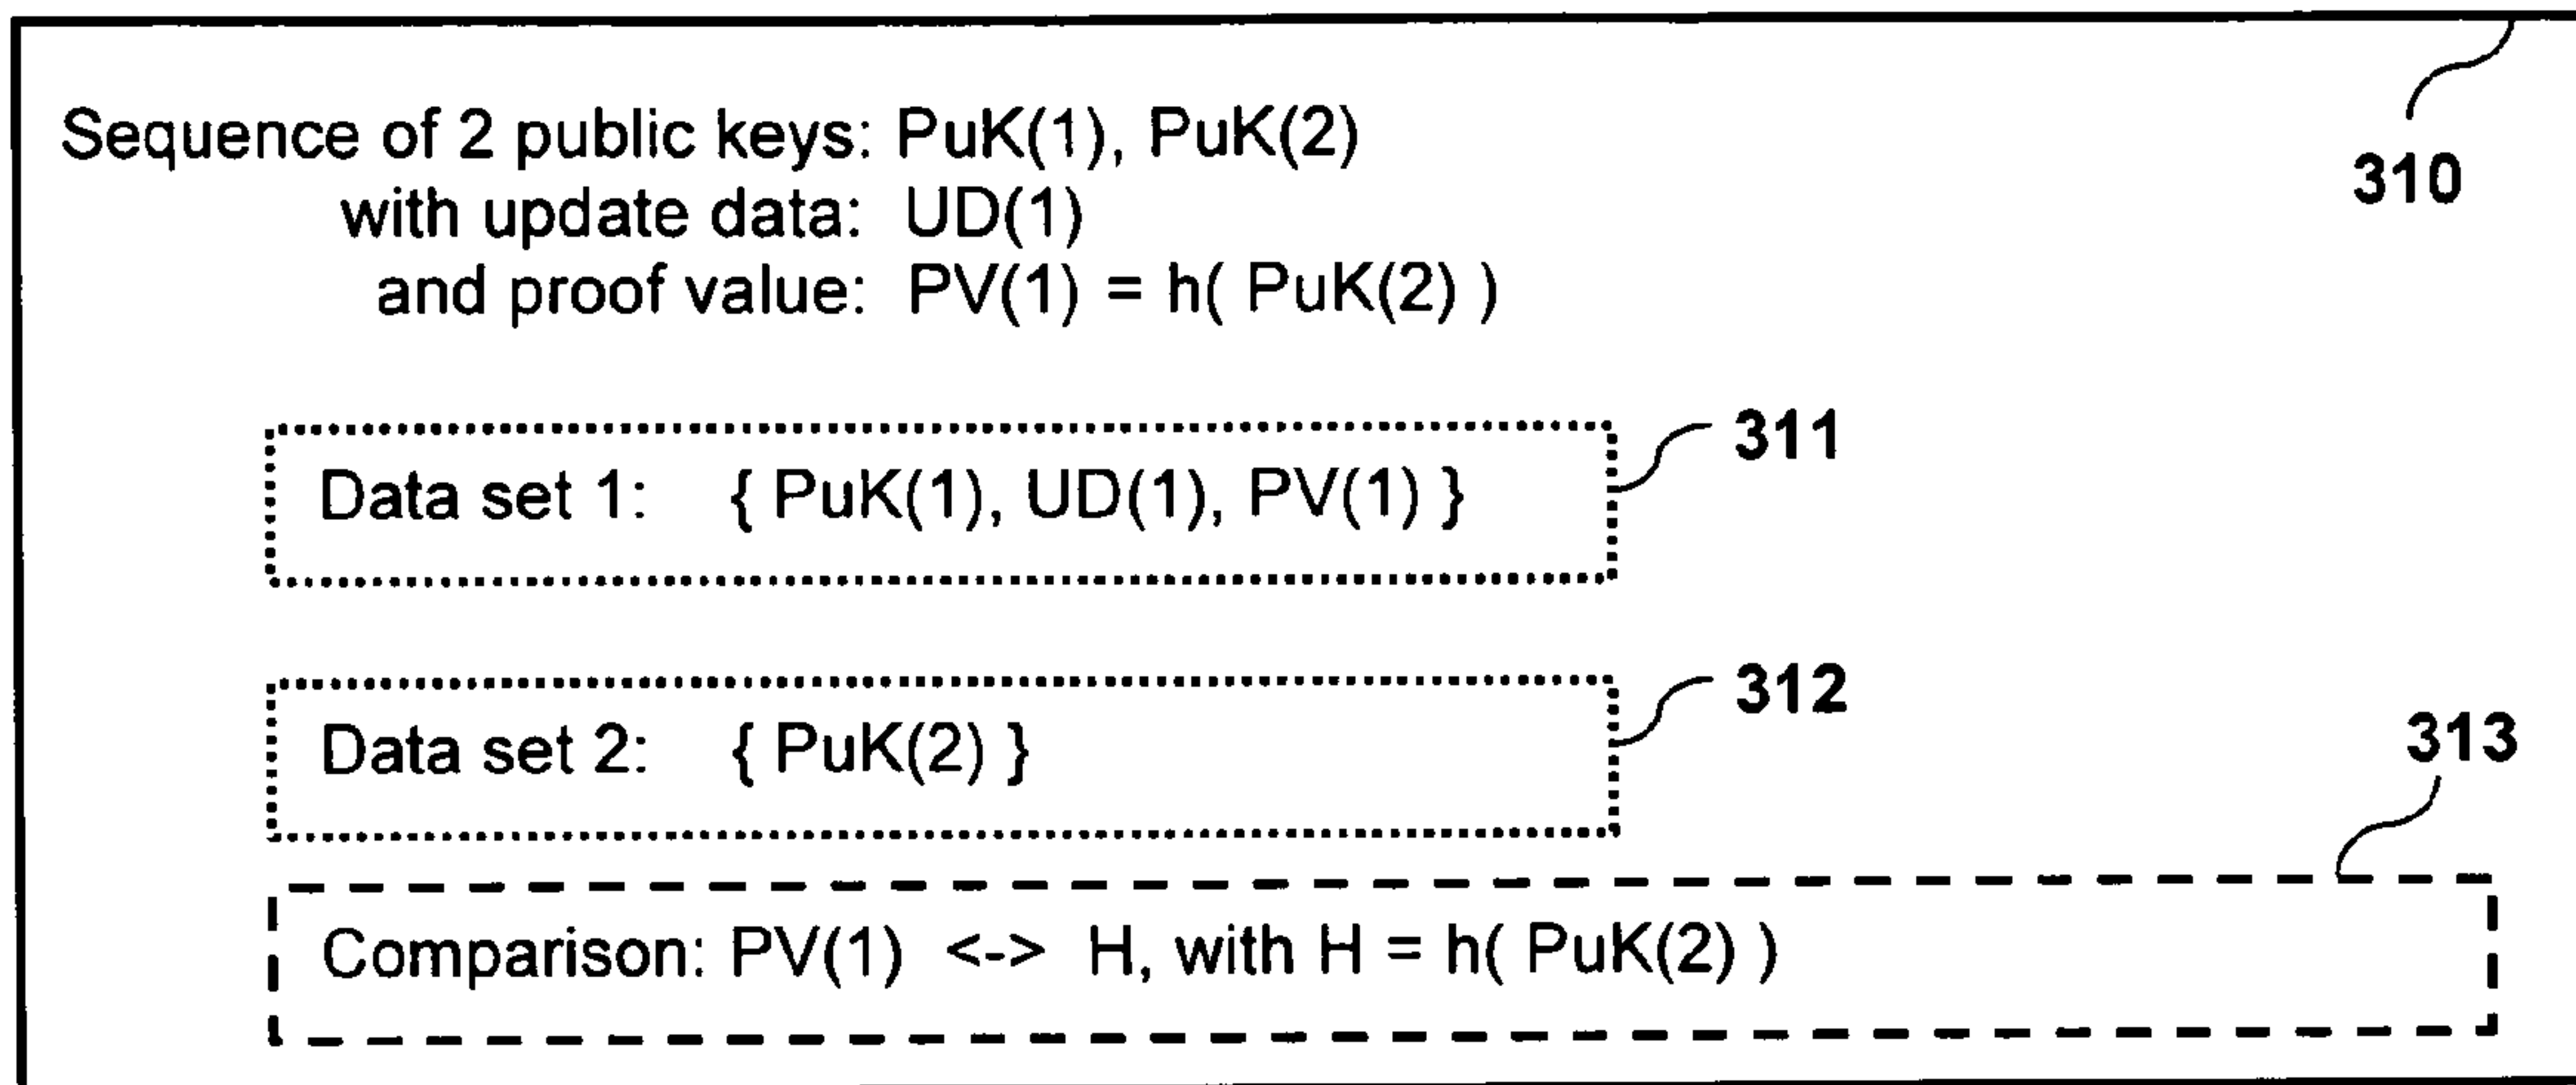 Sequence of 2 public keys: PuK(1), PuK(2)
with update data: UD(1)
310
and proof value: PV(1) = h( PuK(2) )
311
Data set 1: { PuK(1), UD(1), PV(1) }
312
Data set 2: { PuK(2) }
313
Comparison: PV(1) <-> H, with H = h( PuK(2) )